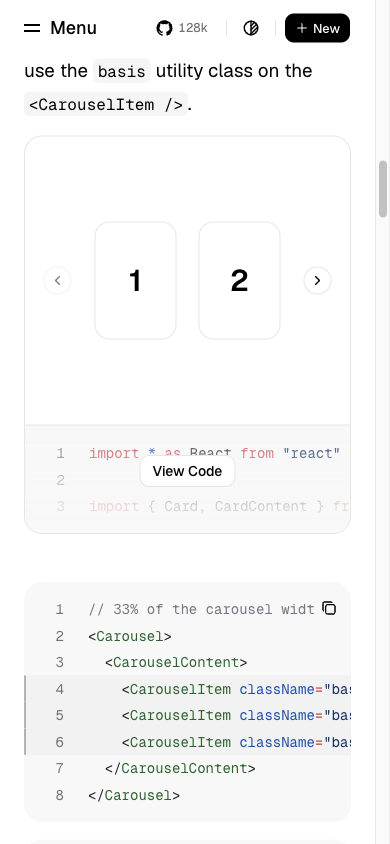 Menu 128k + New
use the basis utility class on the
<CarouselItem />.
1 2
1 import * as React from "react"
2
View Code
3 import { Card, CardContent } fr
1 // 33% of the carousel widt
2 <Carousel>
3 <CarouselContent>
4 <CarouselItem className="bas
5 <CarouselItem className="bas
6 <CarouselItem className="bas
7 </CarouselContent>
8 </Carousel>